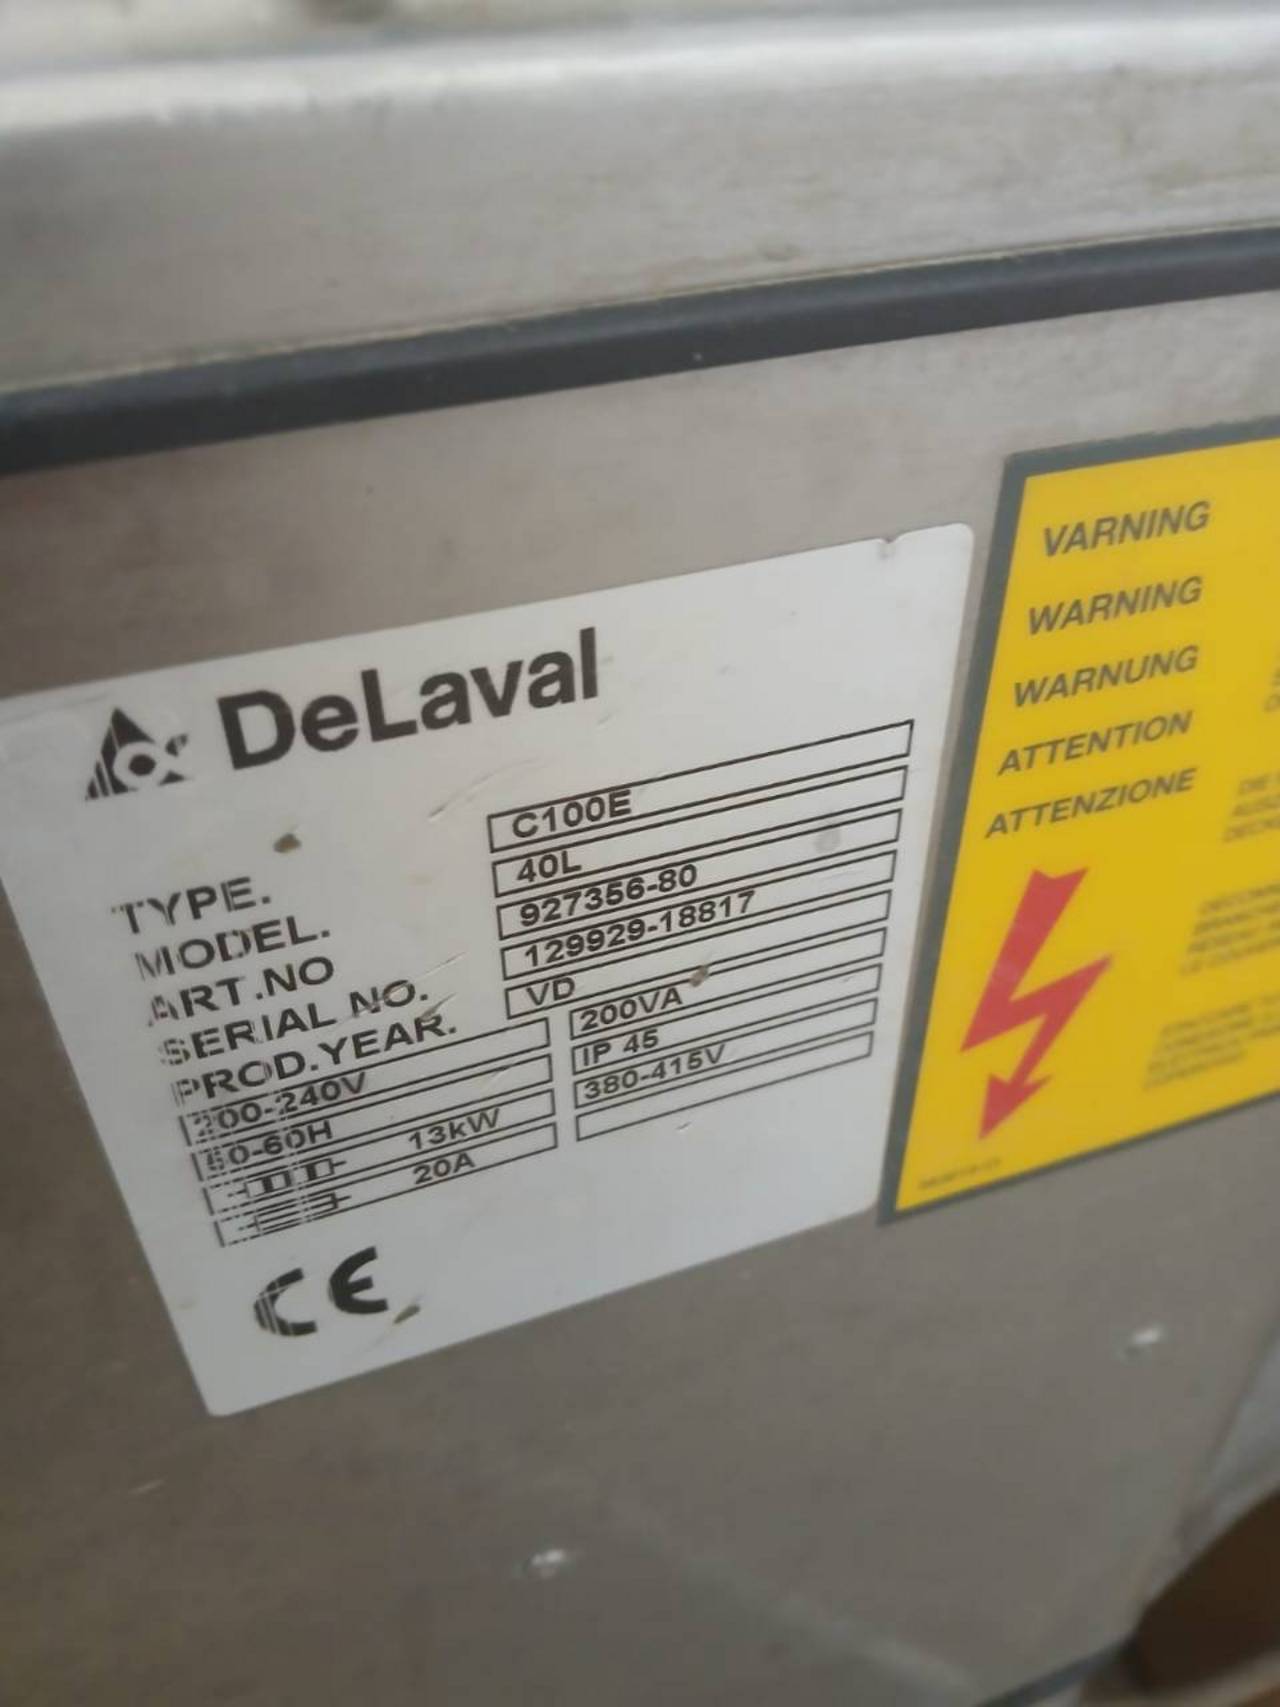 DeLaval
TYPE. C100E
MODEL. 40L
ART.NO 927356-80
SERIAL NO. 129929-18817
PROD.YEAR. VD
200-240V 200VA
50-60H IP 45
13kW 380-415V
20A
CE
VARNING
WARNING
WARNUNG
ATTENTION
ATTENZIONE